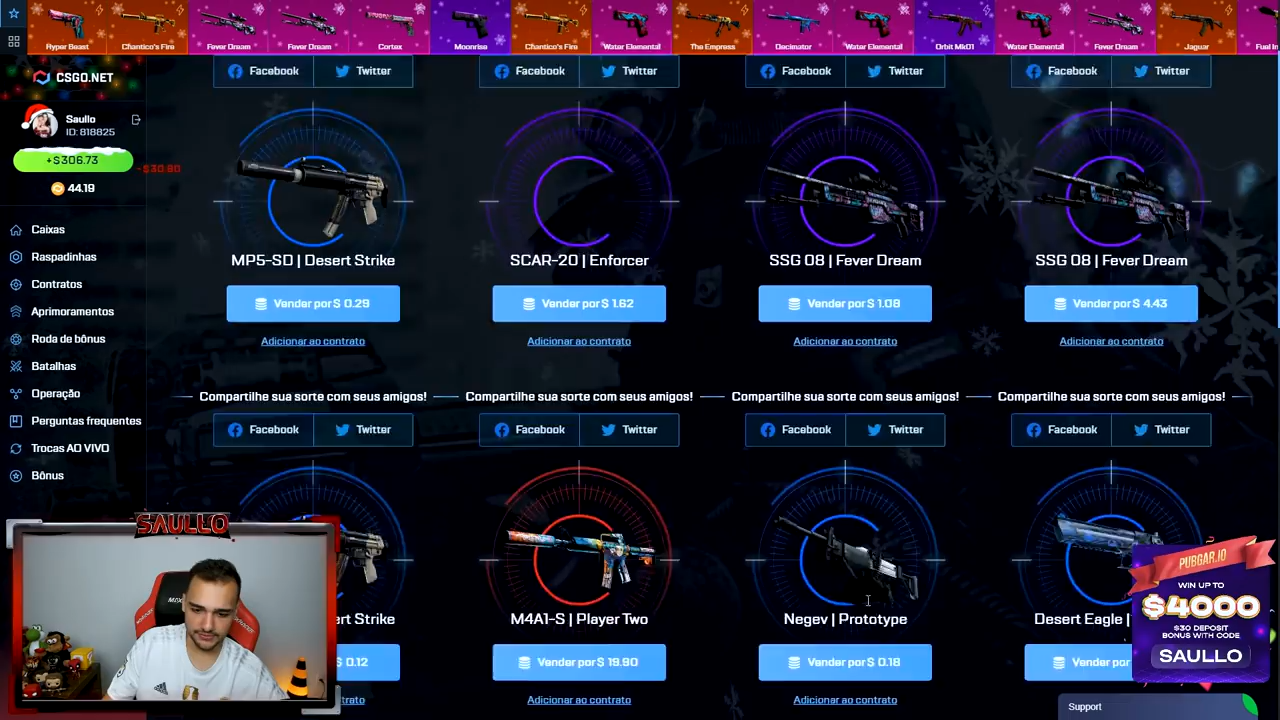 Hyper Beast
Chantico's Fire
Fever Dream
Fever Dream
Cortex
Moonrise
Chantico's Fire
Water Elemental
The Empress
Decimator
Water Elemental
Orbit Mk01
Water Elemental
Fever Dream
Jaguar
Fuel In
CSGO.NET
Saullo
ID: 818825
+$306.73
-$30.80
44.19
Caixas
Raspadinhas
Contratos
Aprimoramentos
Roda de bônus
Batalhas
Operação
Perguntas frequentes
Trocas AO VIVO
Bônus
Facebook
Twitter
Facebook
Twitter
Facebook
Twitter
Facebook
Twitter
MP5-SD | Desert Strike
SCAR-20 | Enforcer
SSG 08 | Fever Dream
SSG 08 | Fever Dream
Vender por $ 0.29
Vender por $ 1.62
Vender por $ 1.08
Vender por $ 4.43
Adicionar ao contrato
Adicionar ao contrato
Adicionar ao contrato
Adicionar ao contrato
Compartilhe sua sorte com seus amigos!
Compartilhe sua sorte com seus amigos!
Compartilhe sua sorte com seus amigos!
Compartilhe sua sorte com seus amigos!
Facebook
Twitter
Facebook
Twitter
Facebook
Twitter
Facebook
Twitter
SAULLO
ert Strike
M4A1-S | Player Two
Negev | Prototype
Desert Eagle |
$ 0.12
Vender por $ 19.90
Vender por $ 0.18
Vender por
trato
Adicionar ao contrato
Adicionar ao contrato
PUBGAR.IO
WIN UP TO
$4000
$30 DEPOSIT
BONUS WITH CODE
SAULLO
Support